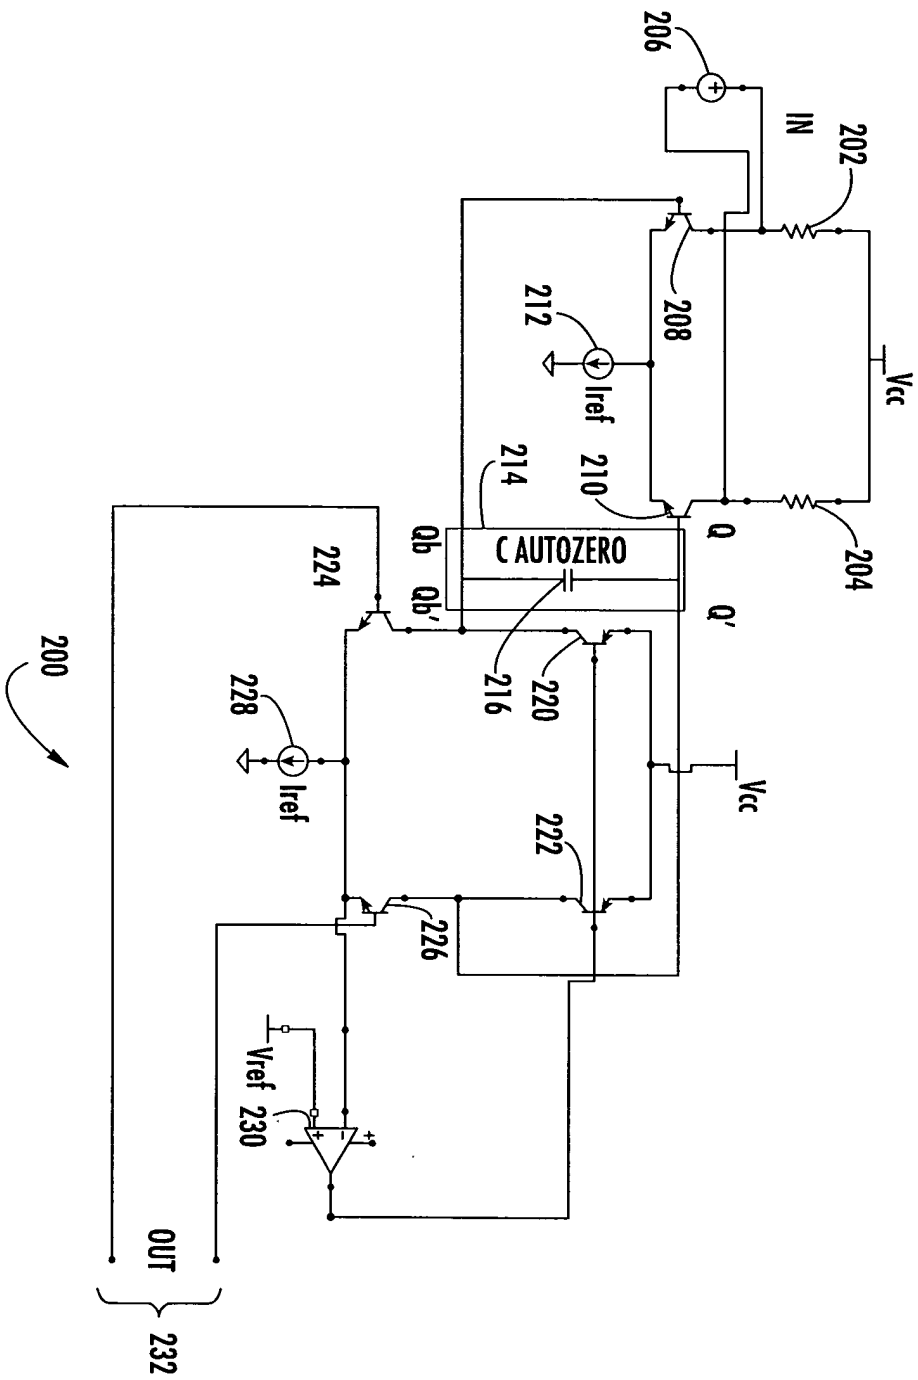 206
IN
202
Vcc
204
208
212
Iref
210
214
Q
Q'
C AUTOZERO
Qb
Qb'
216
220
Vcc
222
224
228
Iref
226
200
Vref
230
+
-
+
+
OUT
232